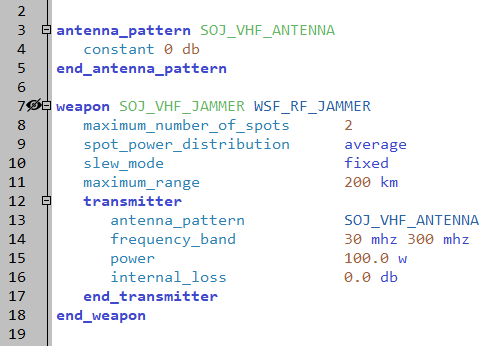 2
3 antenna_pattern SOJ_VHF_ANTENNA
4 constant 0 db
5 end_antenna_pattern
6
7 weapon SOJ_VHF_JAMMER WSF_RF_JAMMER
8 maximum_number_of_spots 2
9 spot_power_distribution average
10 slew_mode fixed
11 maximum_range 200 km
12 transmitter
13 antenna_pattern SOJ_VHF_ANTENNA
14 frequency_band 30 mhz 300 mhz
15 power 100.0 w
16 internal_loss 0.0 db
17 end_transmitter
18 end_weapon
19